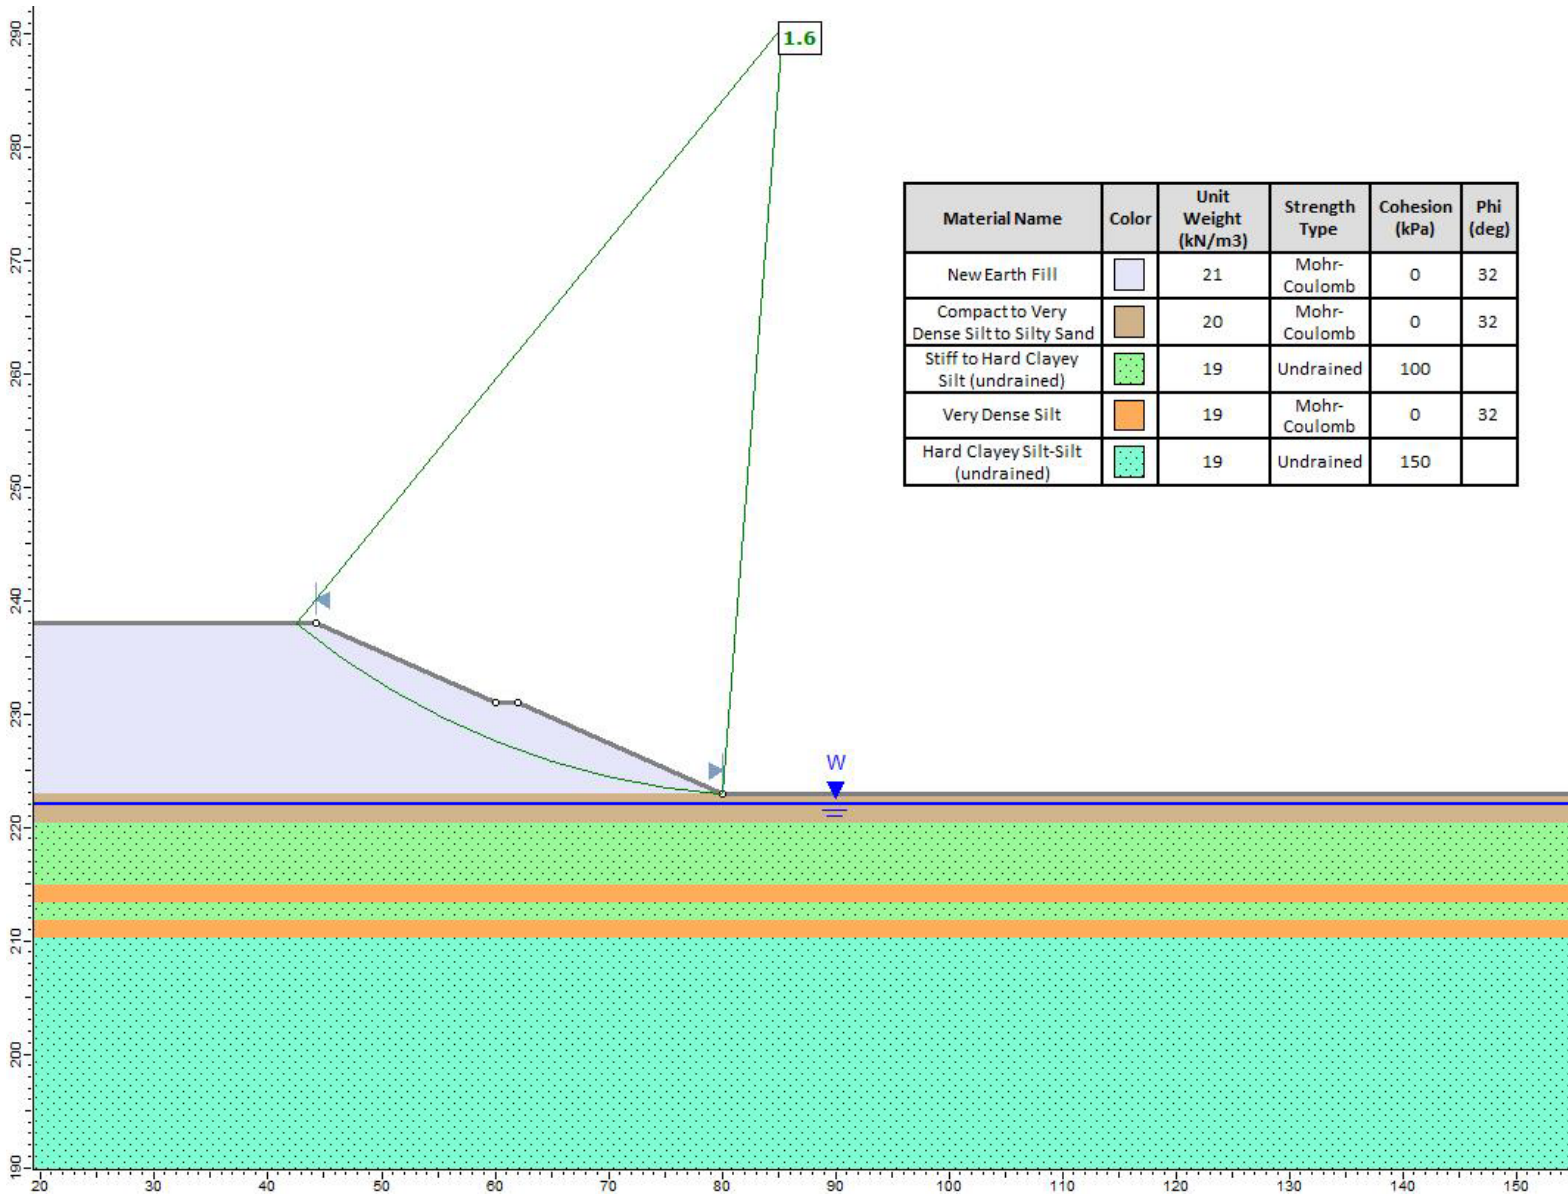 290
280
270
260
250
240
230
220
210
200
190
1.6
Material Name Color Unit Weight (kN/m3) Strength Type Cohesion (kPa) Phi (deg)
New Earth Fill 21 Mohr-Coulomb 0 32
Compact to Very Dense Silt to Silty Sand 20 Mohr-Coulomb 0 32
Stiff to Hard Clayey Silt (undrained) 19 Undrained 100
Very Dense Silt 19 Mohr-Coulomb 0 32
Hard Clayey Silt-Silt (undrained) 19 Undrained 150
W
20 30 40 50 60 70 80 90 100 110 120 130 140 150